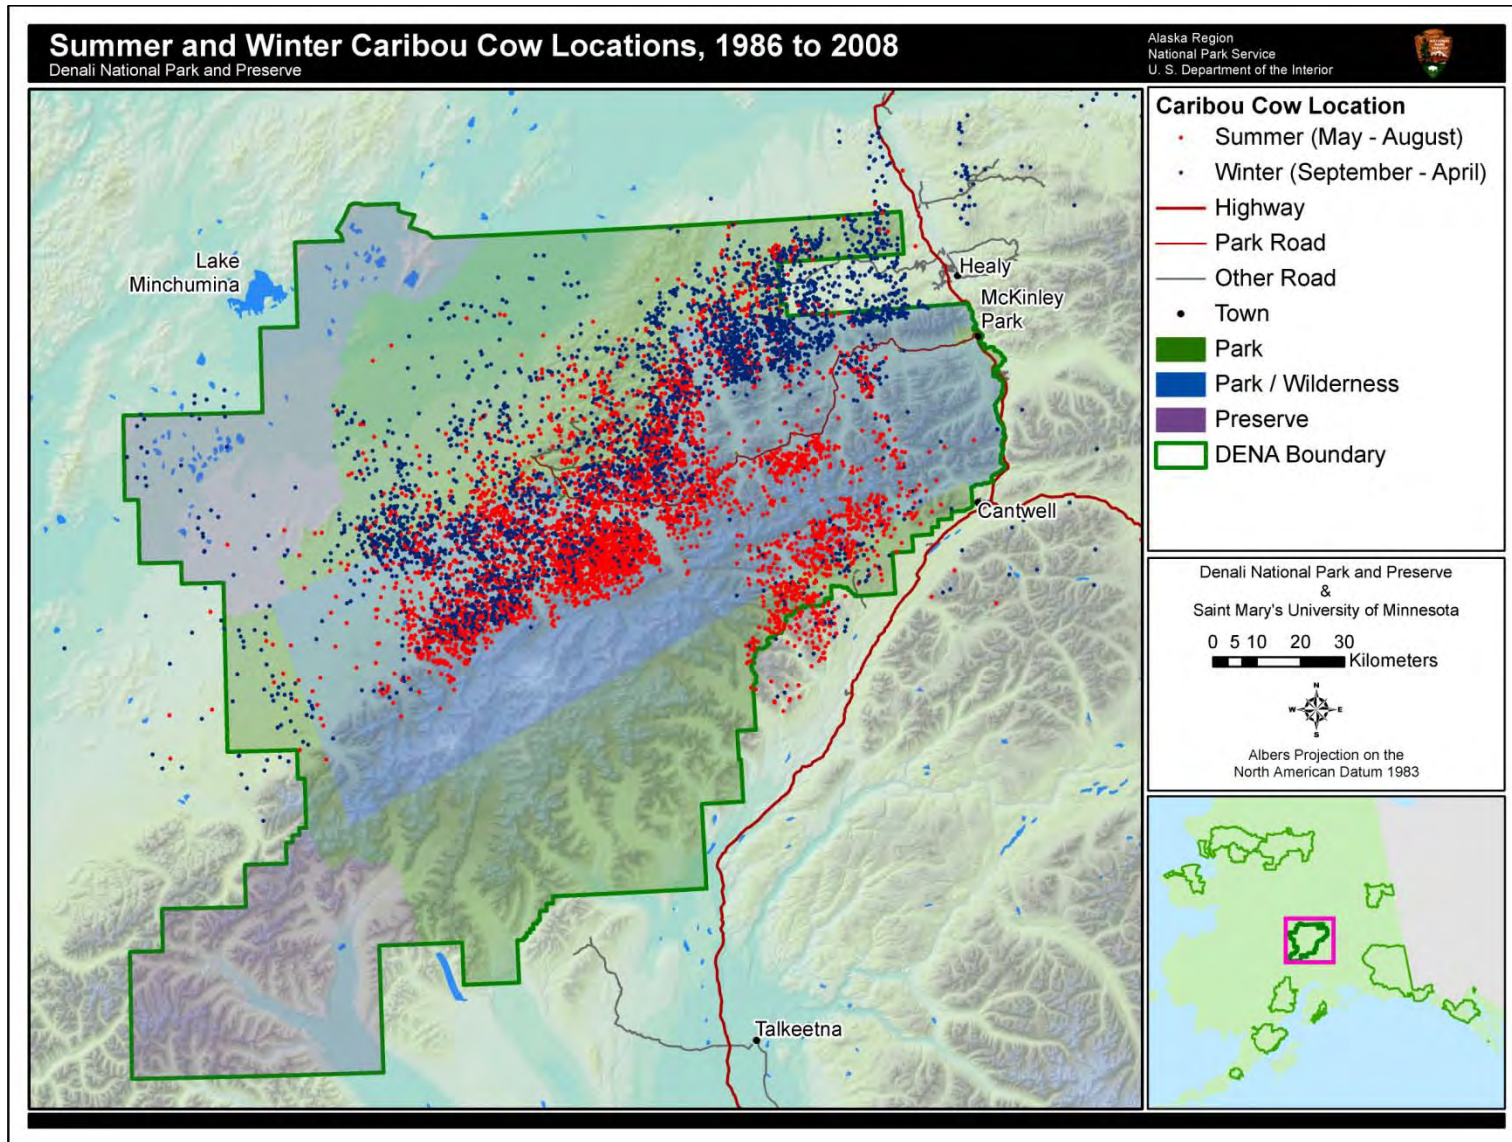 Summer and Winter Caribou Cow Locations, 1986 to 2008
Denali National Park and Preserve
Alaska Region
National Park Service
U. S. Department of the Interior
Lake
Minchumina
Healy
McKinley
Park
Cantwell
Talkeetna
Caribou Cow Location
Summer (May - August)
Winter (September - April)
Highway
Park Road
Other Road
Town
Park
Park / Wilderness
Preserve
DENA Boundary
Denali National Park and Preserve
&
Saint Mary's University of Minnesota
0 5 10 20 30
Kilometers
N
W E
S
Albers Projection on the
North American Datum 1983